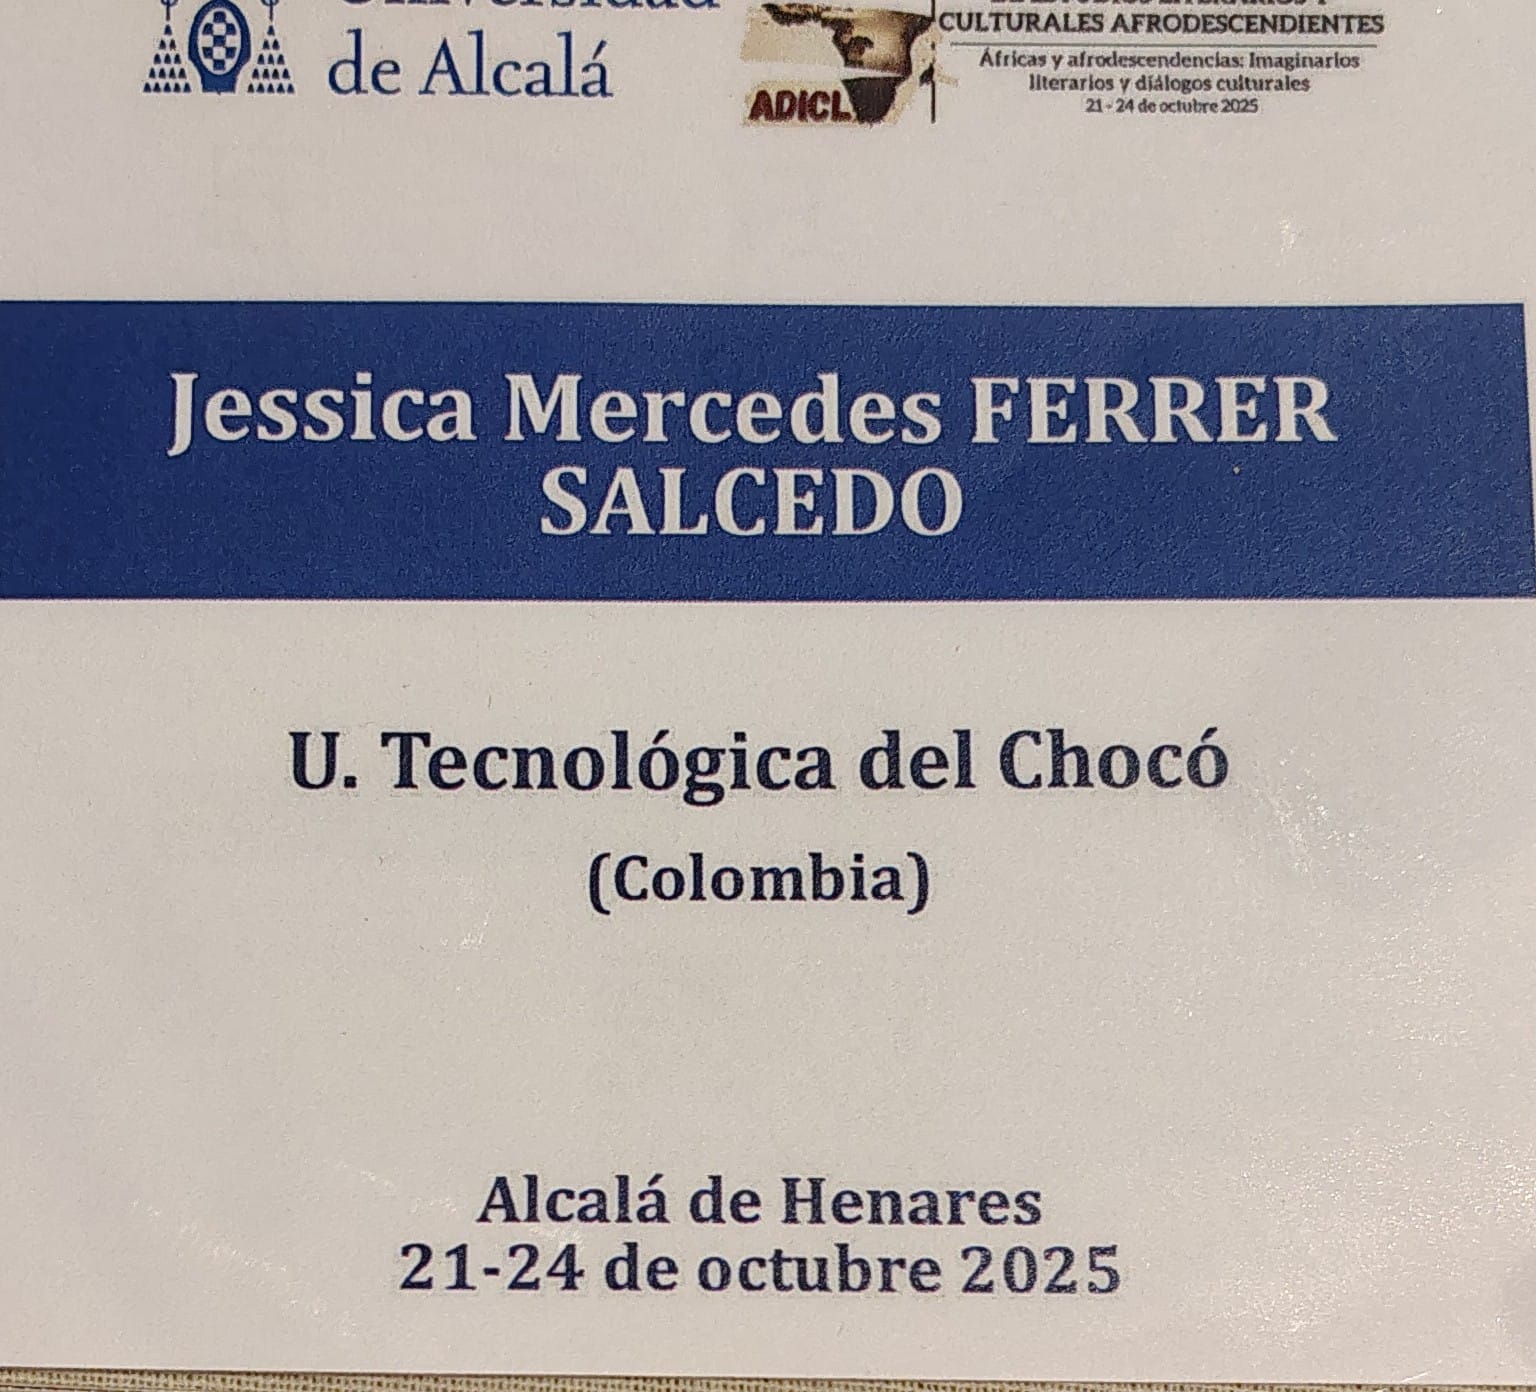 Universidad
de Alcalá
ADICL
CULTURALES AFRODESCENDIENTES
Áfricas y afrodescendencias: Imaginarios
literarios y diálogos culturales
21 - 24 de octubre 2025
Jessica Mercedes FERRER
SALCEDO
U. Tecnológica del Chocó
(Colombia)
Alcalá de Henares
21-24 de octubre 2025